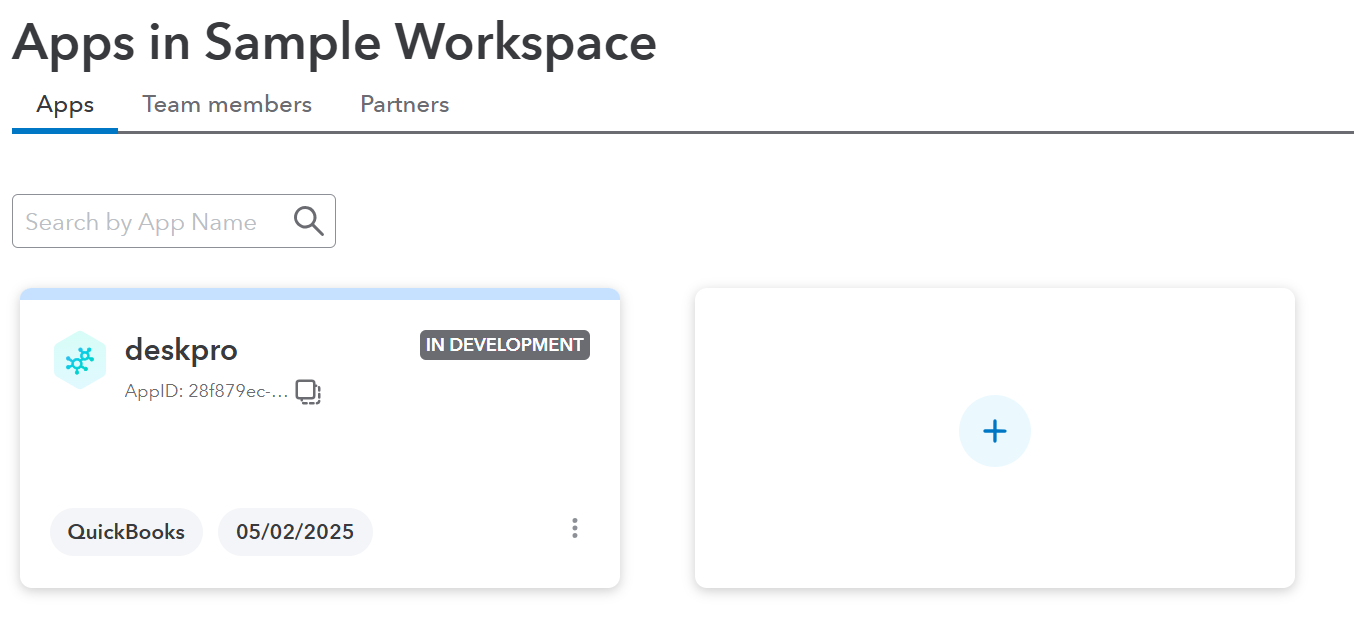 Apps in Sample Workspace
Apps Team members Partners
Search by App Name
deskpro IN DEVELOPMENT
AppID: 28f879ec-...
QuickBooks 05/02/2025